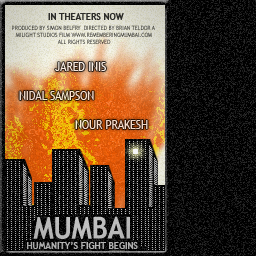 IN THEATERS NOW
PRODUCED BY SIMON BELFRY DIRECTED BY BRIAN TELDOR A
MILIGHT STUDIOS FILM WWW.REMEMBERINGMUMBAI.COM
ALL RIGHTS RESERVED
JARED INIS
NIDAL SAMPSON
NOUR PRAKESH
MUMBAI
HUMANITY'S FIGHT BEGINS